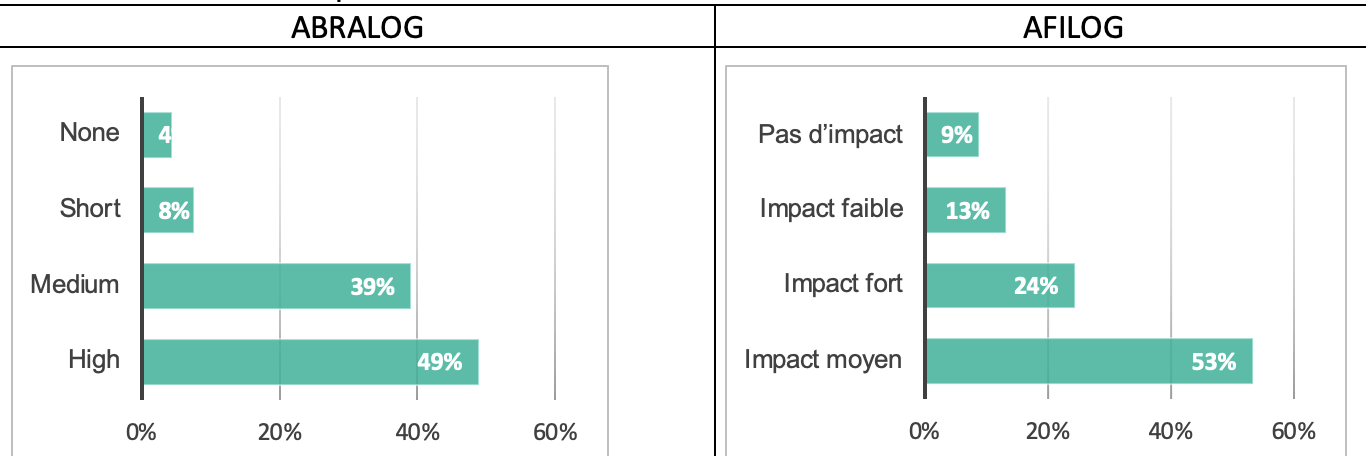 ABRALOG
AFILOG
None
4
Short
8%
Medium
39%
High
49%
0% 20% 40% 60%
Pas d’impact
9%
Impact faible
13%
Impact fort
24%
Impact moyen
53%
0% 20% 40% 60%